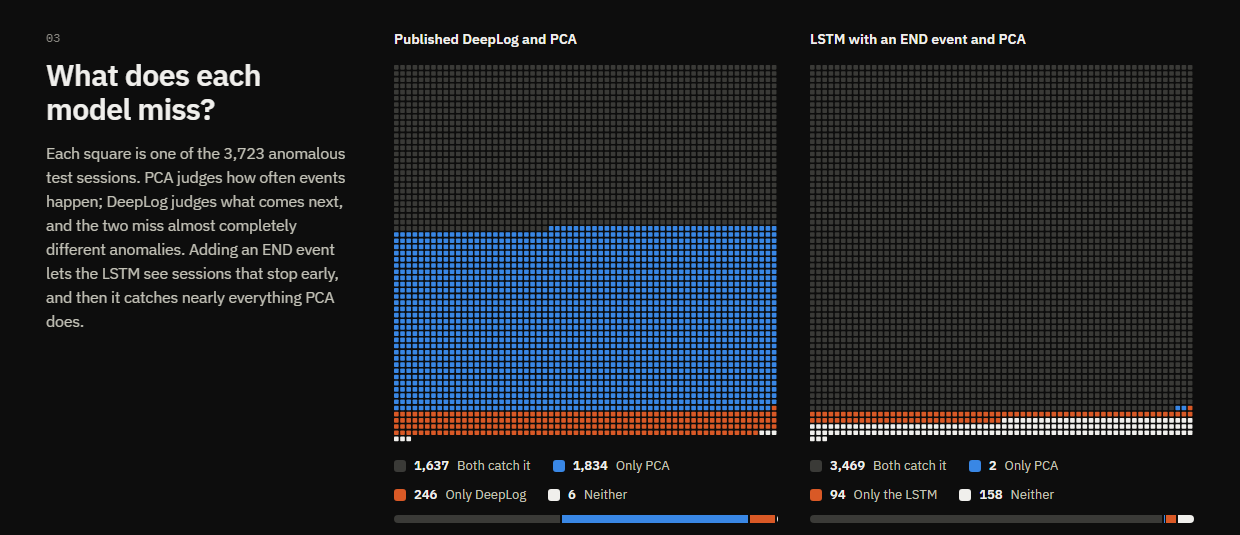 03
What does each
model miss?
Each square is one of the 3,723 anomalous
test sessions. PCA judges how often events
happen; DeepLog judges what comes next,
and the two miss almost completely
different anomalies. Adding an END event
lets the LSTM see sessions that stop early,
and then it catches nearly everything PCA
does.
Published DeepLog and PCA
1,637 Both catch it 1,834 Only PCA
246 Only DeepLog 6 Neither
LSTM with an END event and PCA
3,469 Both catch it 2 Only PCA
94 Only the LSTM 158 Neither